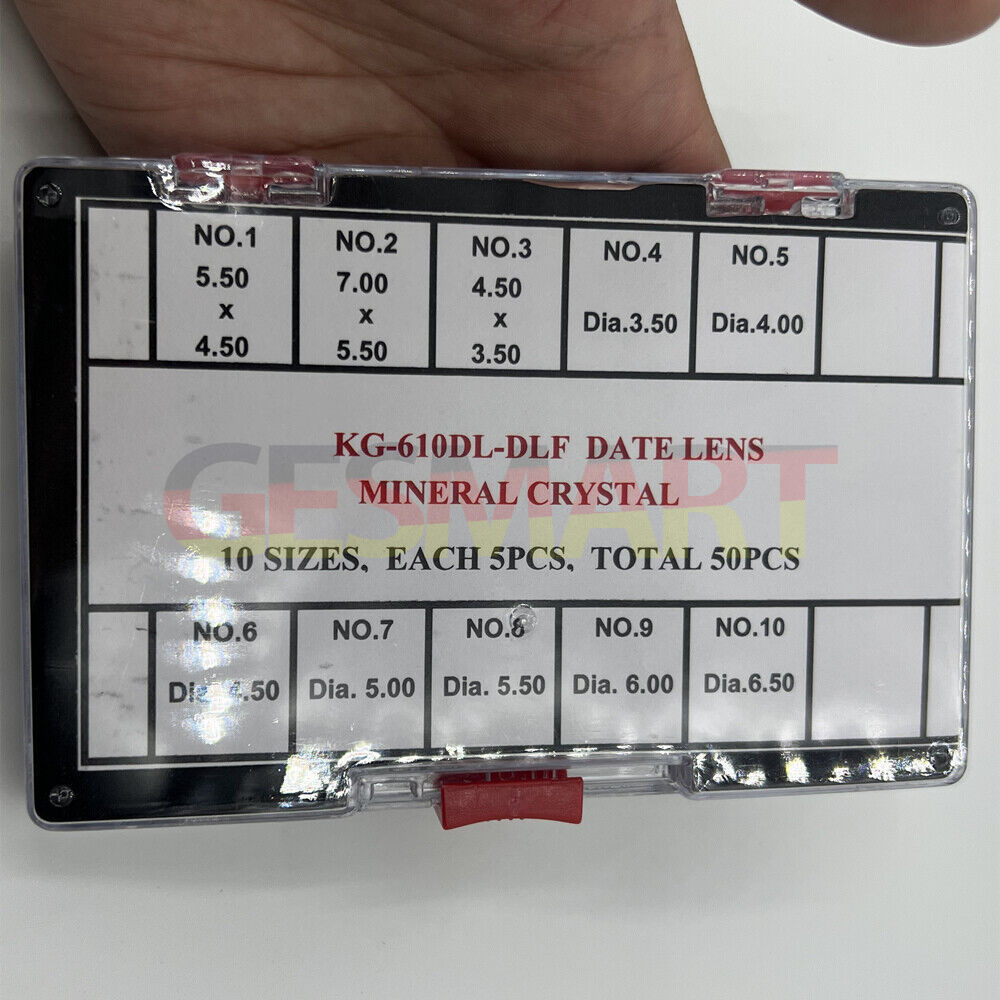 NO.1
5.50
x
4.50
NO.2
7.00
x
5.50
NO.3
4.50
x
3.50
NO.4
Dia.3.50
NO.5
Dia.4.00
KG-610DL-DLF DATE LENS
MINERAL CRYSTAL
GESMART
10 SIZES, EACH 5PCS, TOTAL 50PCS
NO.6
.50
NO.7
Dia. 5.00
NO.8
Dia. 5.50
NO.9
Dia. 6.00
NO.10
Dia.6.50